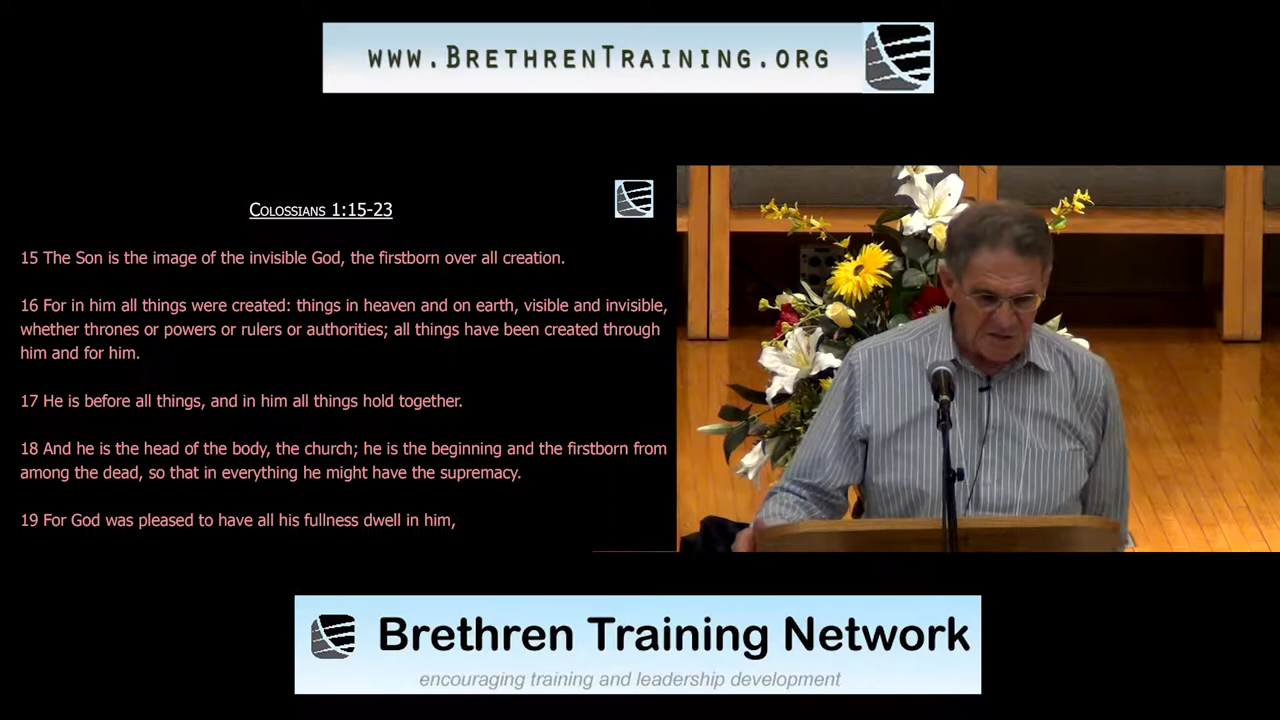 www.BrethrenTraining.org
Colossians 1:15-23
15 The Son is the image of the invisible God, the firstborn over all creation.
16 For in him all things were created: things in heaven and on earth, visible and invisible,
whether thrones or powers or rulers or authorities; all things have been created through
him and for him.
17 He is before all things, and in him all things hold together.
18 And he is the head of the body, the church; he is the beginning and the firstborn from
among the dead, so that in everything he might have the supremacy.
19 For God was pleased to have all his fullness dwell in him,
Brethren Training Network
encouraging training and leadership development